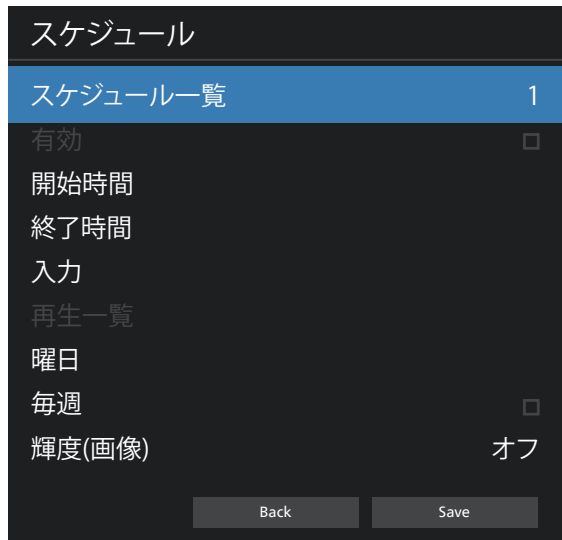 スケジュール
スケジュール一覧 1
有効
開始時間
終了時間
入力
再生一覧
曜日
毎週
輝度(画像) オフ
Back Save